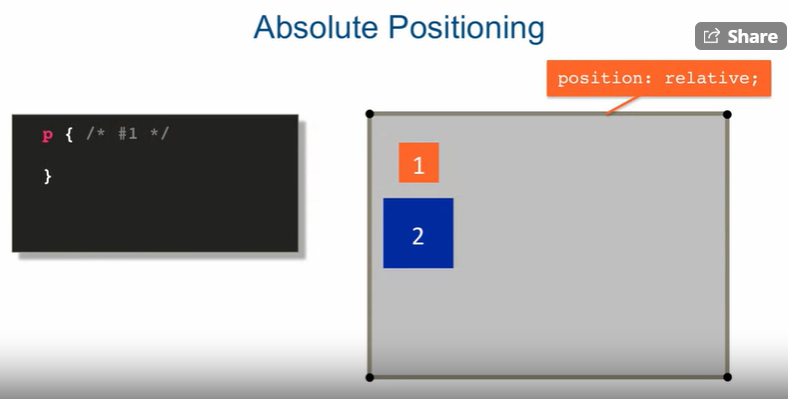 Absolute Positioning
Share
position: relative;
p { /* #1 */
}
1
2